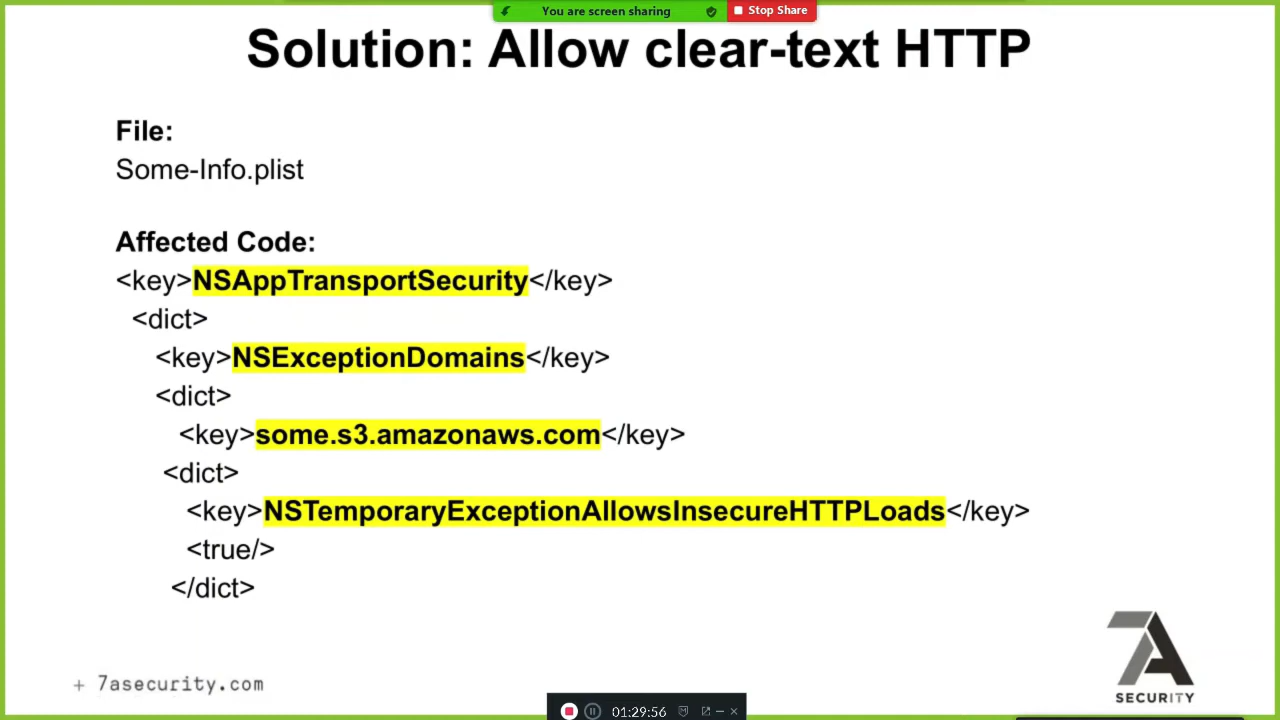 You are screen sharing
Stop Share
Solution: Allow clear-text HTTP
File:
Some-Info.plist
Affected Code:
<key>NSAppTransportSecurity</key>
<dict>
<key>NSExceptionDomains</key>
<dict>
<key>some.s3.amazonaws.com</key>
<dict>
<key>NSTemporaryExceptionAllowsInsecureHTTPLoads</key>
<true/>
</dict>
7A
SECURITY
+ 7asecurity.com
01:29:56